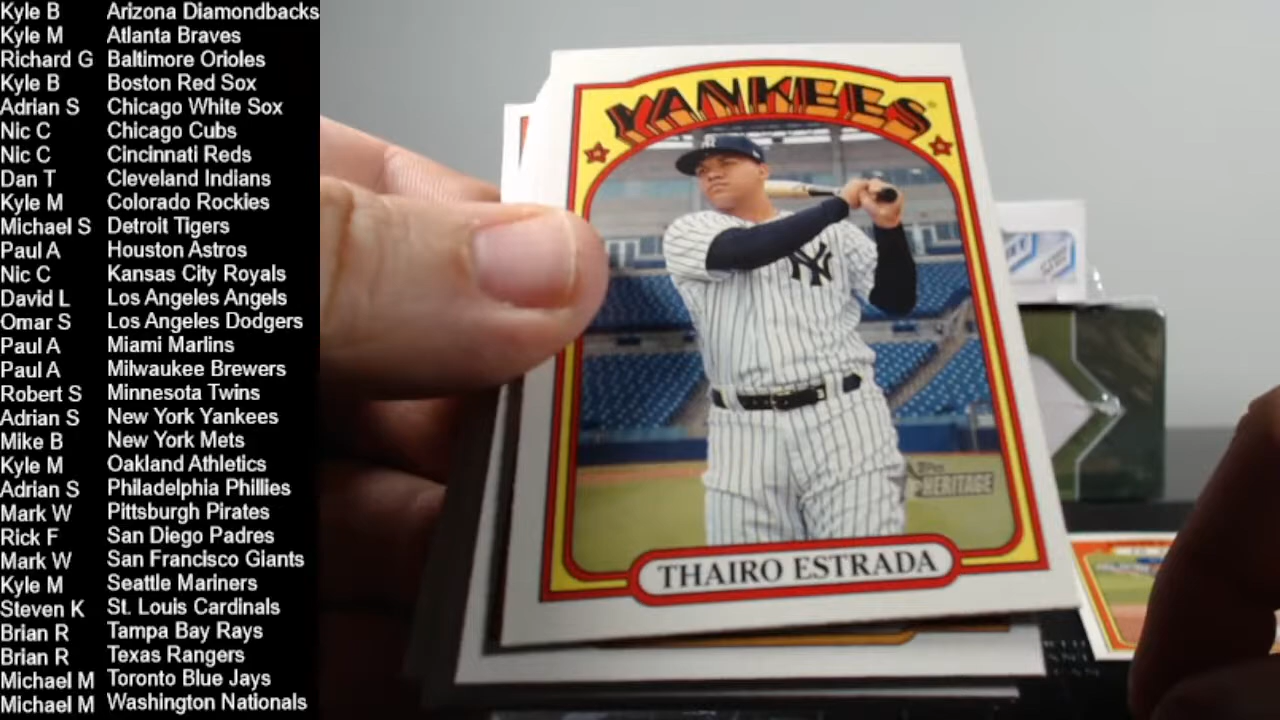 Kyle B Arizona Diamondbacks
Kyle M Atlanta Braves
Richard G Baltimore Orioles
Kyle B Boston Red Sox
Adrian S Chicago White Sox
Nic C Chicago Cubs
Nic C Cincinnati Reds
Dan T Cleveland Indians
Kyle M Colorado Rockies
Michael S Detroit Tigers
Paul A Houston Astros
Nic C Kansas City Royals
David L Los Angeles Angels
Omar S Los Angeles Dodgers
Paul A Miami Marlins
Paul A Milwaukee Brewers
Robert S Minnesota Twins
Adrian S New York Yankees
Mike B New York Mets
Kyle M Oakland Athletics
Adrian S Philadelphia Phillies
Mark W Pittsburgh Pirates
Rick F San Diego Padres
Mark W San Francisco Giants
Kyle M Seattle Mariners
Steven K St. Louis Cardinals
Brian R Tampa Bay Rays
Brian R Texas Rangers
Michael M Toronto Blue Jays
Michael M Washington Nationals
YANKEES
NY
Topps
HERITAGE
THAIRO ESTRADA